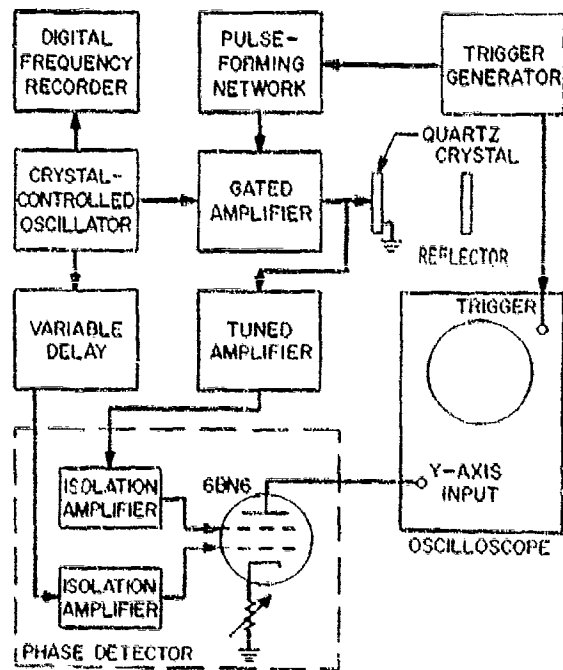 DIGITAL
FREQUENCY
RECORDER
PULSE-
FORMING
NETWORK
TRIGGER
GENERATOR
CRYSTAL-
CONTROLLED
OSCILLATOR
GATED
AMPLIFIER
QUARTZ
CRYSTAL
REFLECTOR
VARIABLE
DELAY
TUNED
AMPLIFIER
TRIGGER
ISOLATION
AMPLIFIER
6BN6
Y-AXIS
INPUT
OSCILLOSCOPE
ISOLATION
AMPLIFIER
PHASE DETECTOR